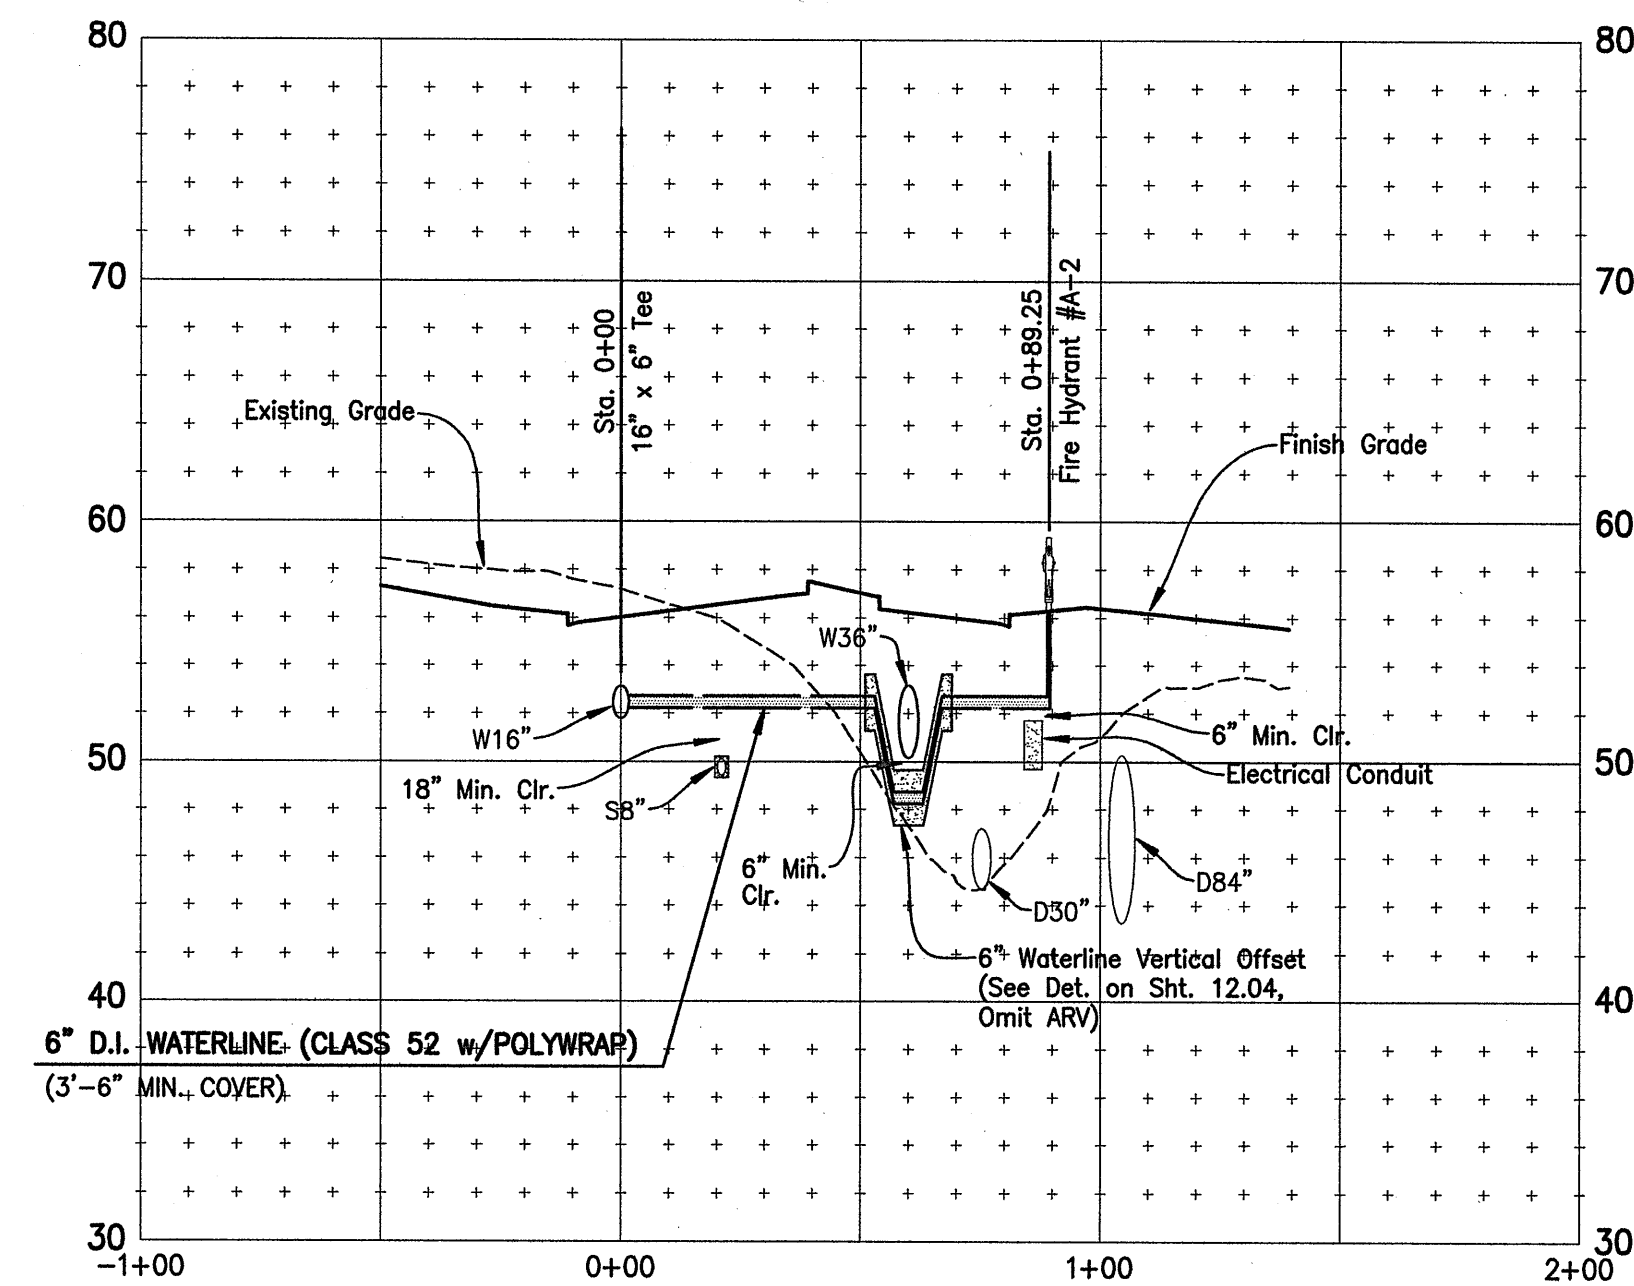 80
80
70
70
Sta. 0+00
16" x 6" Tee
Sta. 0+89.25
Fire Hydrant #A-2
Existing Grade
Finish Grade
60
60
W36"
W16"
6" Min. Clr.
50
50
18" Min. Clr.
Electrical Conduit
S8"
6" Min.
Clr.
D84"
D30"
6" Waterline Vertical Offset
(See Det. on Sht. 12.04,
Omit ARV)
40
40
6" D.I. WATERLINE (CLASS 52 w/POLYWRAP)
(3'-6" MIN. COVER)
30
30
-1+00
0+00
1+00
2+00